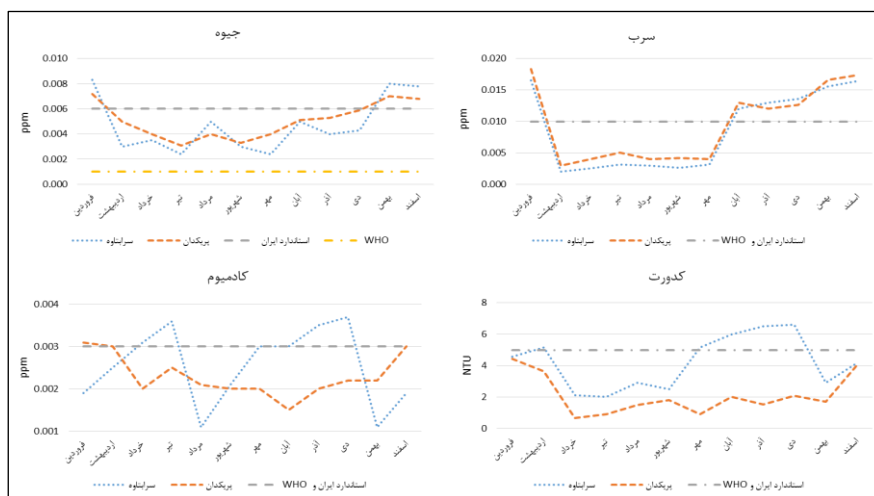 جیوه
0.010
0.008
0.006
0.004
0.002
0.000
ppm
فروردین
اردیبهشت
خرداد
تیر
مرداد
شهریور
مهر
آبان
آذر
دی
بهمن
اسفند
سرابتاوه
پریکدان
استاندارد ایران
WHO
سرب
0.020
0.015
0.010
0.005
0.000
ppm
فروردین
اردیبهشت
خرداد
تیر
مرداد
شهریور
مهر
آبان
آذر
دی
بهمن
اسفند
سرابتاوه
پریکدان
استاندارد ایران و WHO
کادمیوم
0.004
0.003
0.002
0.001
ppm
فروردین
اردیبهشت
خرداد
تیر
مرداد
شهریور
مهر
آبان
آذر
دی
بهمن
اسفند
سرابتاوه
پریکدان
استاندارد ایران و WHO
کدورت
8
6
4
2
0
NTU
فروردین
اردیبهشت
خرداد
تیر
مرداد
شهریور
مهر
آبان
آذر
دی
بهمن
اسفند
سرابتاوه
پریکدان
استاندارد ایران و WHO